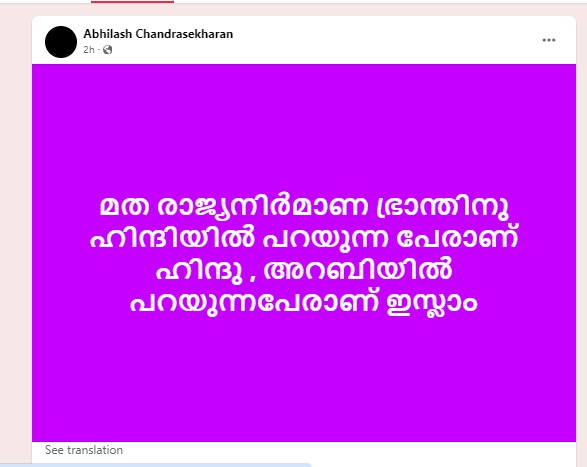 Abhilash Chandrasekharan
2h ·
മത രാജ്യനിർമാണ ഭ്രാന്തിനു
ഹിന്ദിയിൽ പറയുന്ന പേരാണ്
ഹിന്ദു , അറബിയിൽ
പറയുന്നപേരാണ് ഇസ്ലാം
See translation